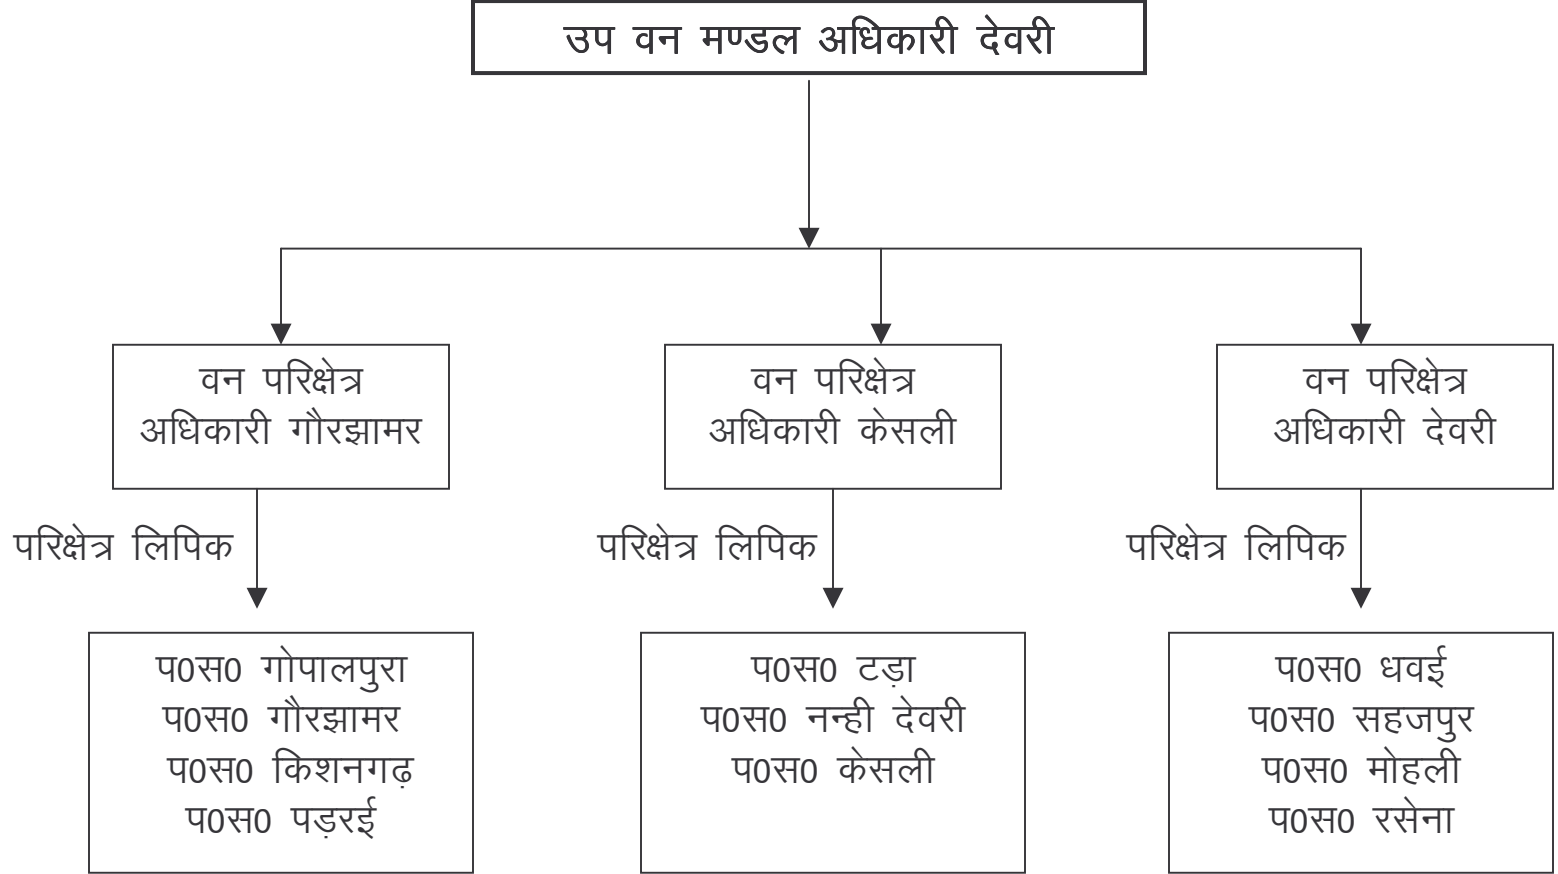 उप वन मण्डल अधिकारी देवरी
वन परिक्षेत्र
अधिकारी गौरझामर
वन परिक्षेत्र
अधिकारी केसली
वन परिक्षेत्र
अधिकारी देवरी
परिक्षेत्र लिपिक
परिक्षेत्र लिपिक
परिक्षेत्र लिपिक
प0स0 गोपालपुरा
प0स0 गौरझामर
प0स0 किशनगढ़
प0स0 पड़रई
प0स0 टड़ा
प0स0 नन्ही देवरी
प0स0 केसली
प0स0 धवई
प0स0 सहजपुर
प0स0 मोहली
प0स0 रसेना